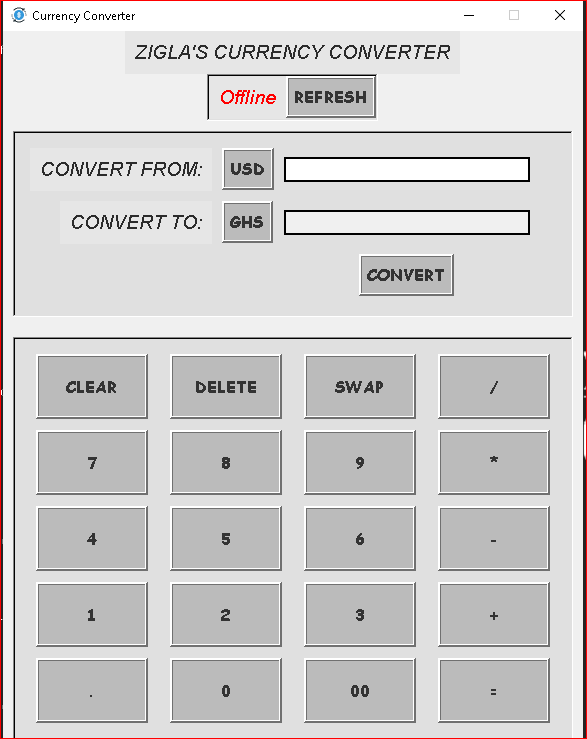 Currency Converter
ZIGLA'S CURRENCY CONVERTER
Offline REFRESH
CONVERT FROM: USD
CONVERT TO: GHS
CONVERT
CLEAR DELETE SWAP /
7 8 9 *
4 5 6 -
1 2 3 +
. 0 00 =